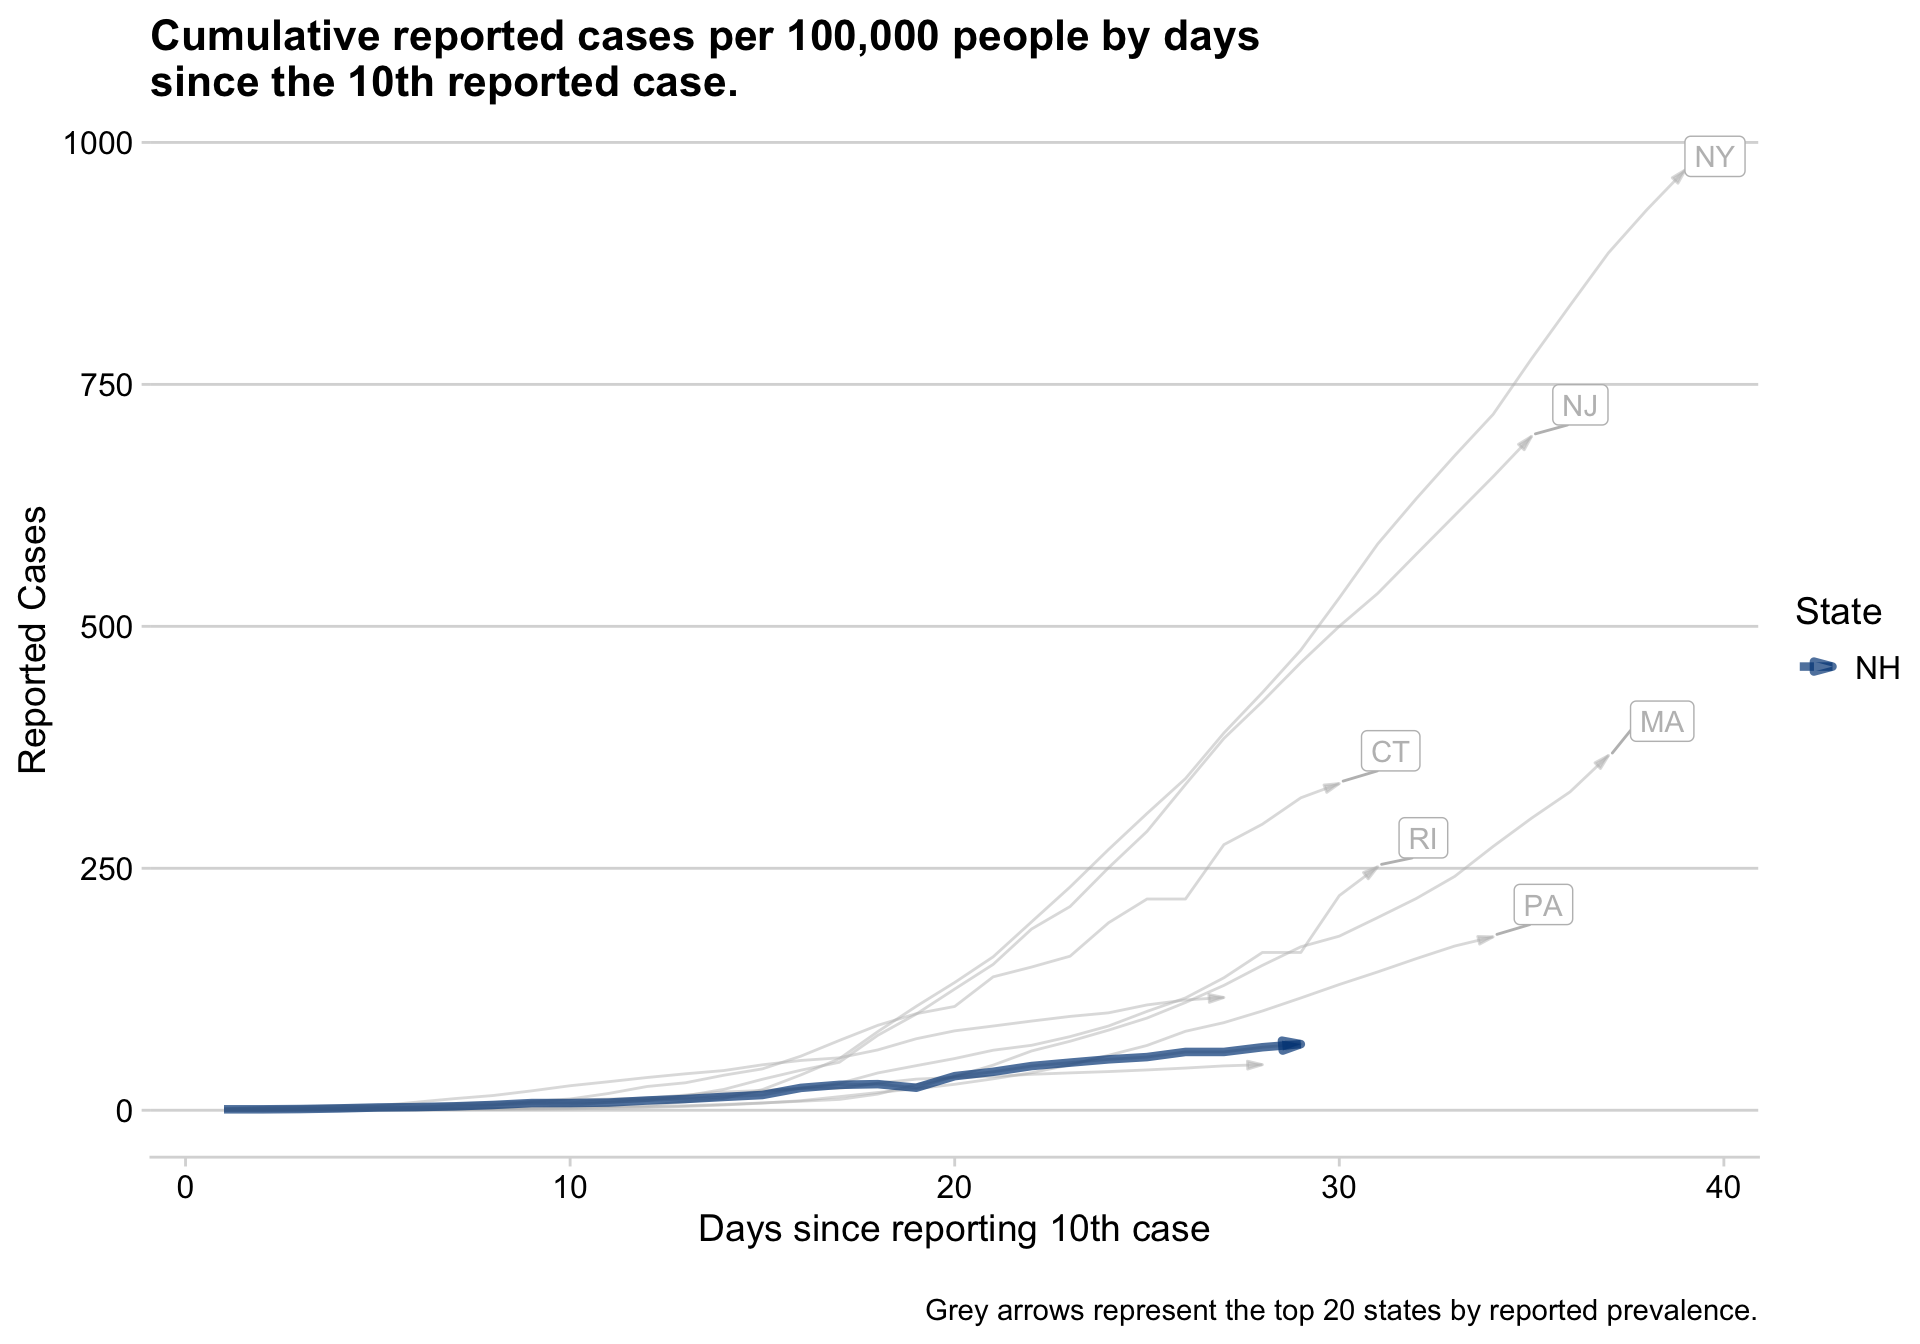 Cumulative reported cases per 100,000 people by days
since the 10th reported case.
1000
NY
750
NJ
Reported Cases
500
State
NH
MA
CT
RI
250
PA
0
0 10 20 30 40
Days since reporting 10th case
Grey arrows represent the top 20 states by reported prevalence.